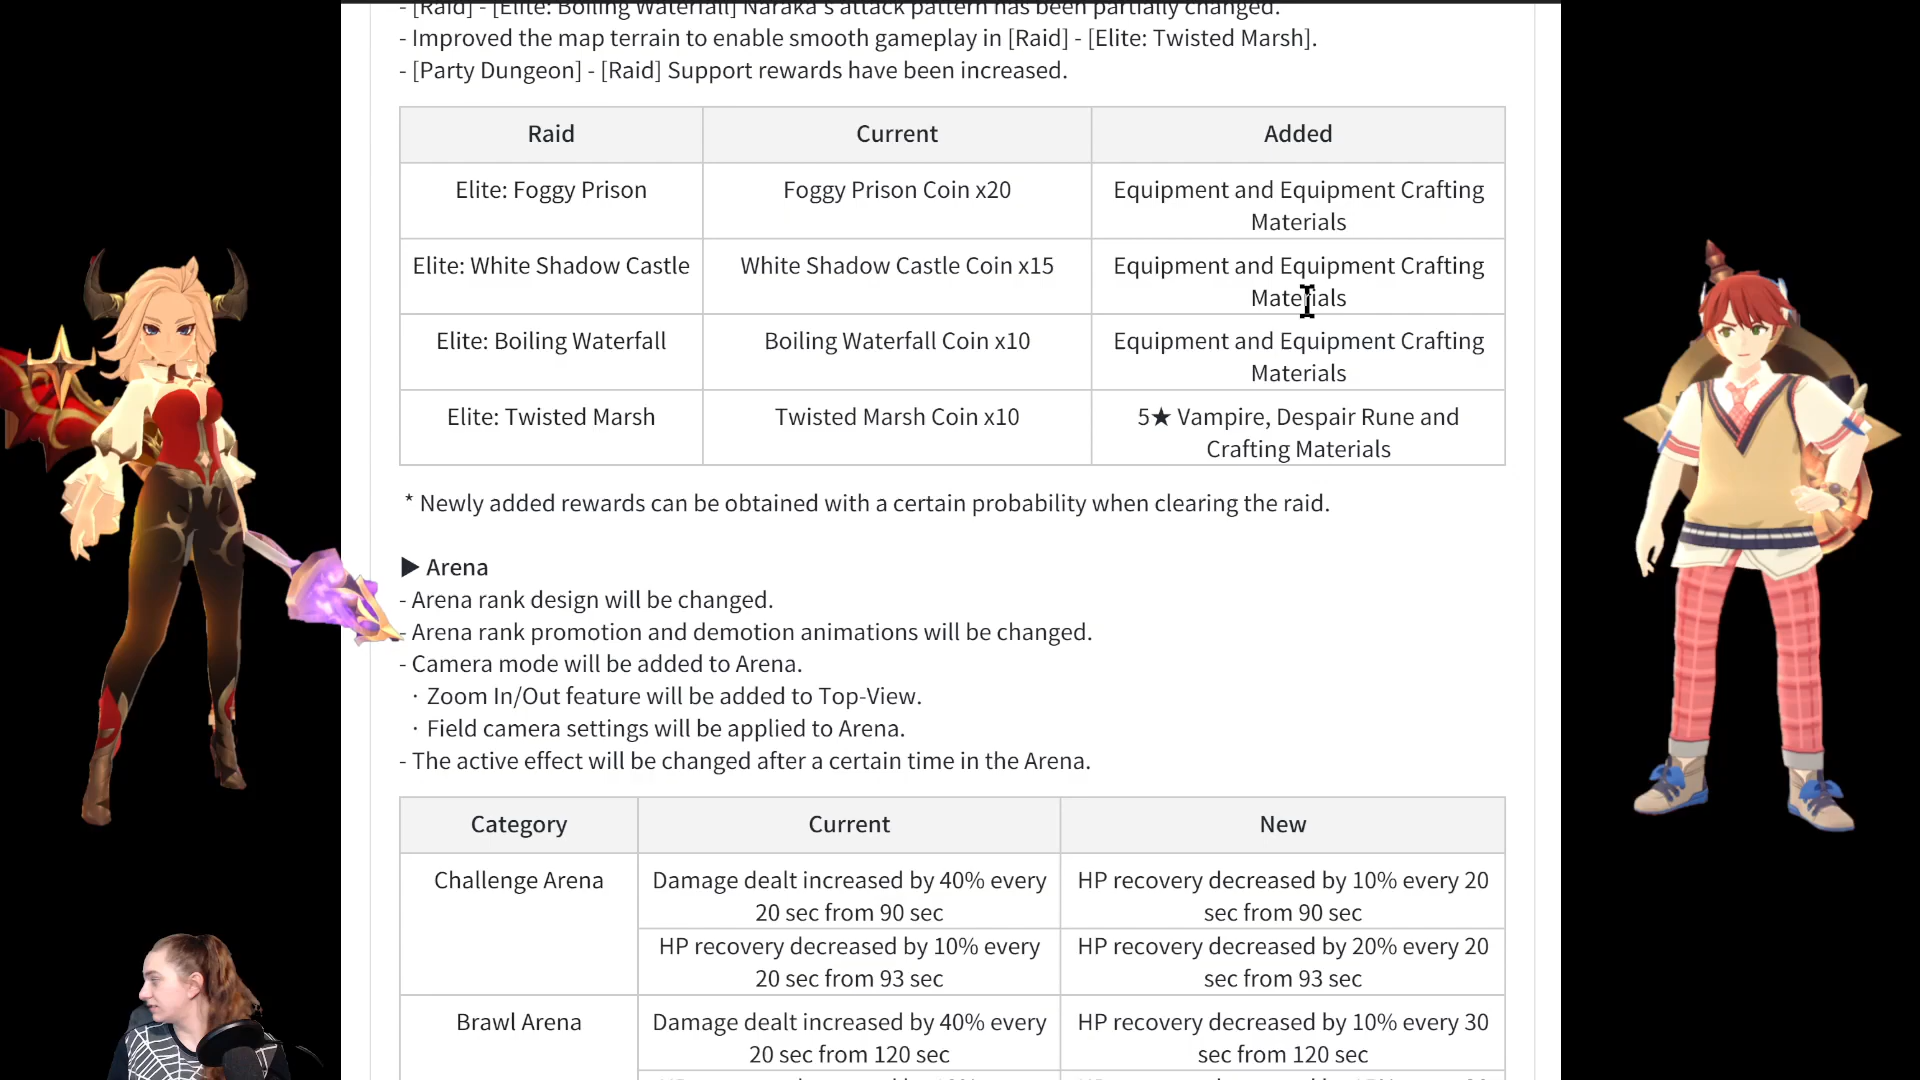 - [Raid] - [Elite: Boiling Waterfall] Naraka's attack pattern has been partially changed.
- Improved the map terrain to enable smooth gameplay in [Raid] - [Elite: Twisted Marsh].
- [Party Dungeon] - [Raid] Support rewards have been increased.
Raid Current Added
Elite: Foggy Prison Foggy Prison Coin x20 Equipment and Equipment Crafting
Materials
Elite: White Shadow Castle White Shadow Castle Coin x15 Equipment and Equipment Crafting
Materials
Elite: Boiling Waterfall Boiling Waterfall Coin x10 Equipment and Equipment Crafting
Materials
Elite: Twisted Marsh Twisted Marsh Coin x10 5★ Vampire, Despair Rune and
Crafting Materials
* Newly added rewards can be obtained with a certain probability when clearing the raid.
▶ Arena
- Arena rank design will be changed.
- Arena rank promotion and demotion animations will be changed.
- Camera mode will be added to Arena.
· Zoom In/Out feature will be added to Top-View.
· Field camera settings will be applied to Arena.
- The active effect will be changed after a certain time in the Arena.
Category Current New
Challenge Arena Damage dealt increased by 40% every HP recovery decreased by 10% every 20
20 sec from 90 sec sec from 90 sec
HP recovery decreased by 10% every HP recovery decreased by 20% every 20
20 sec from 93 sec sec from 93 sec
Brawl Arena Damage dealt increased by 40% every HP recovery decreased by 10% every 30
20 sec from 120 sec sec from 120 sec